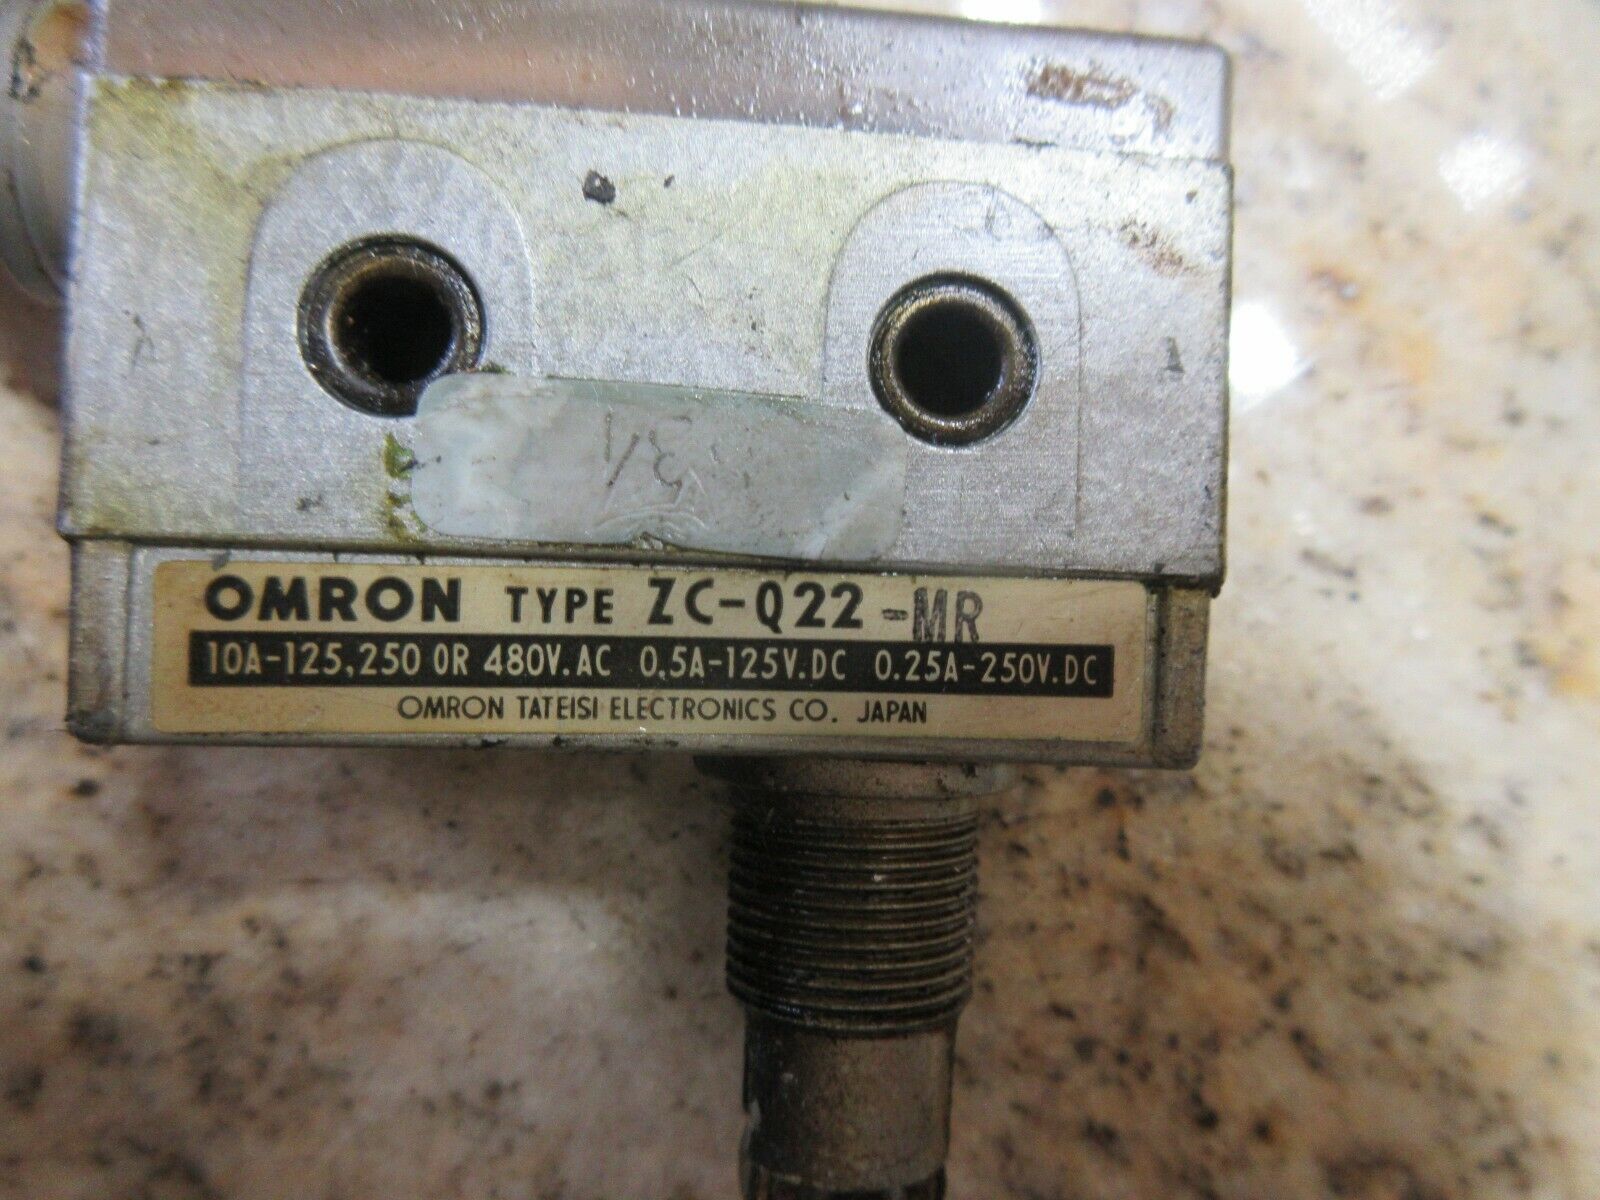 OMRON TYPE ZC-Q22-MR
10A-125,250 OR 480V.AC 0.5A-125V.DC 0.25A-250V.DC
OMRON TATEISI ELECTRONICS CO. JAPAN